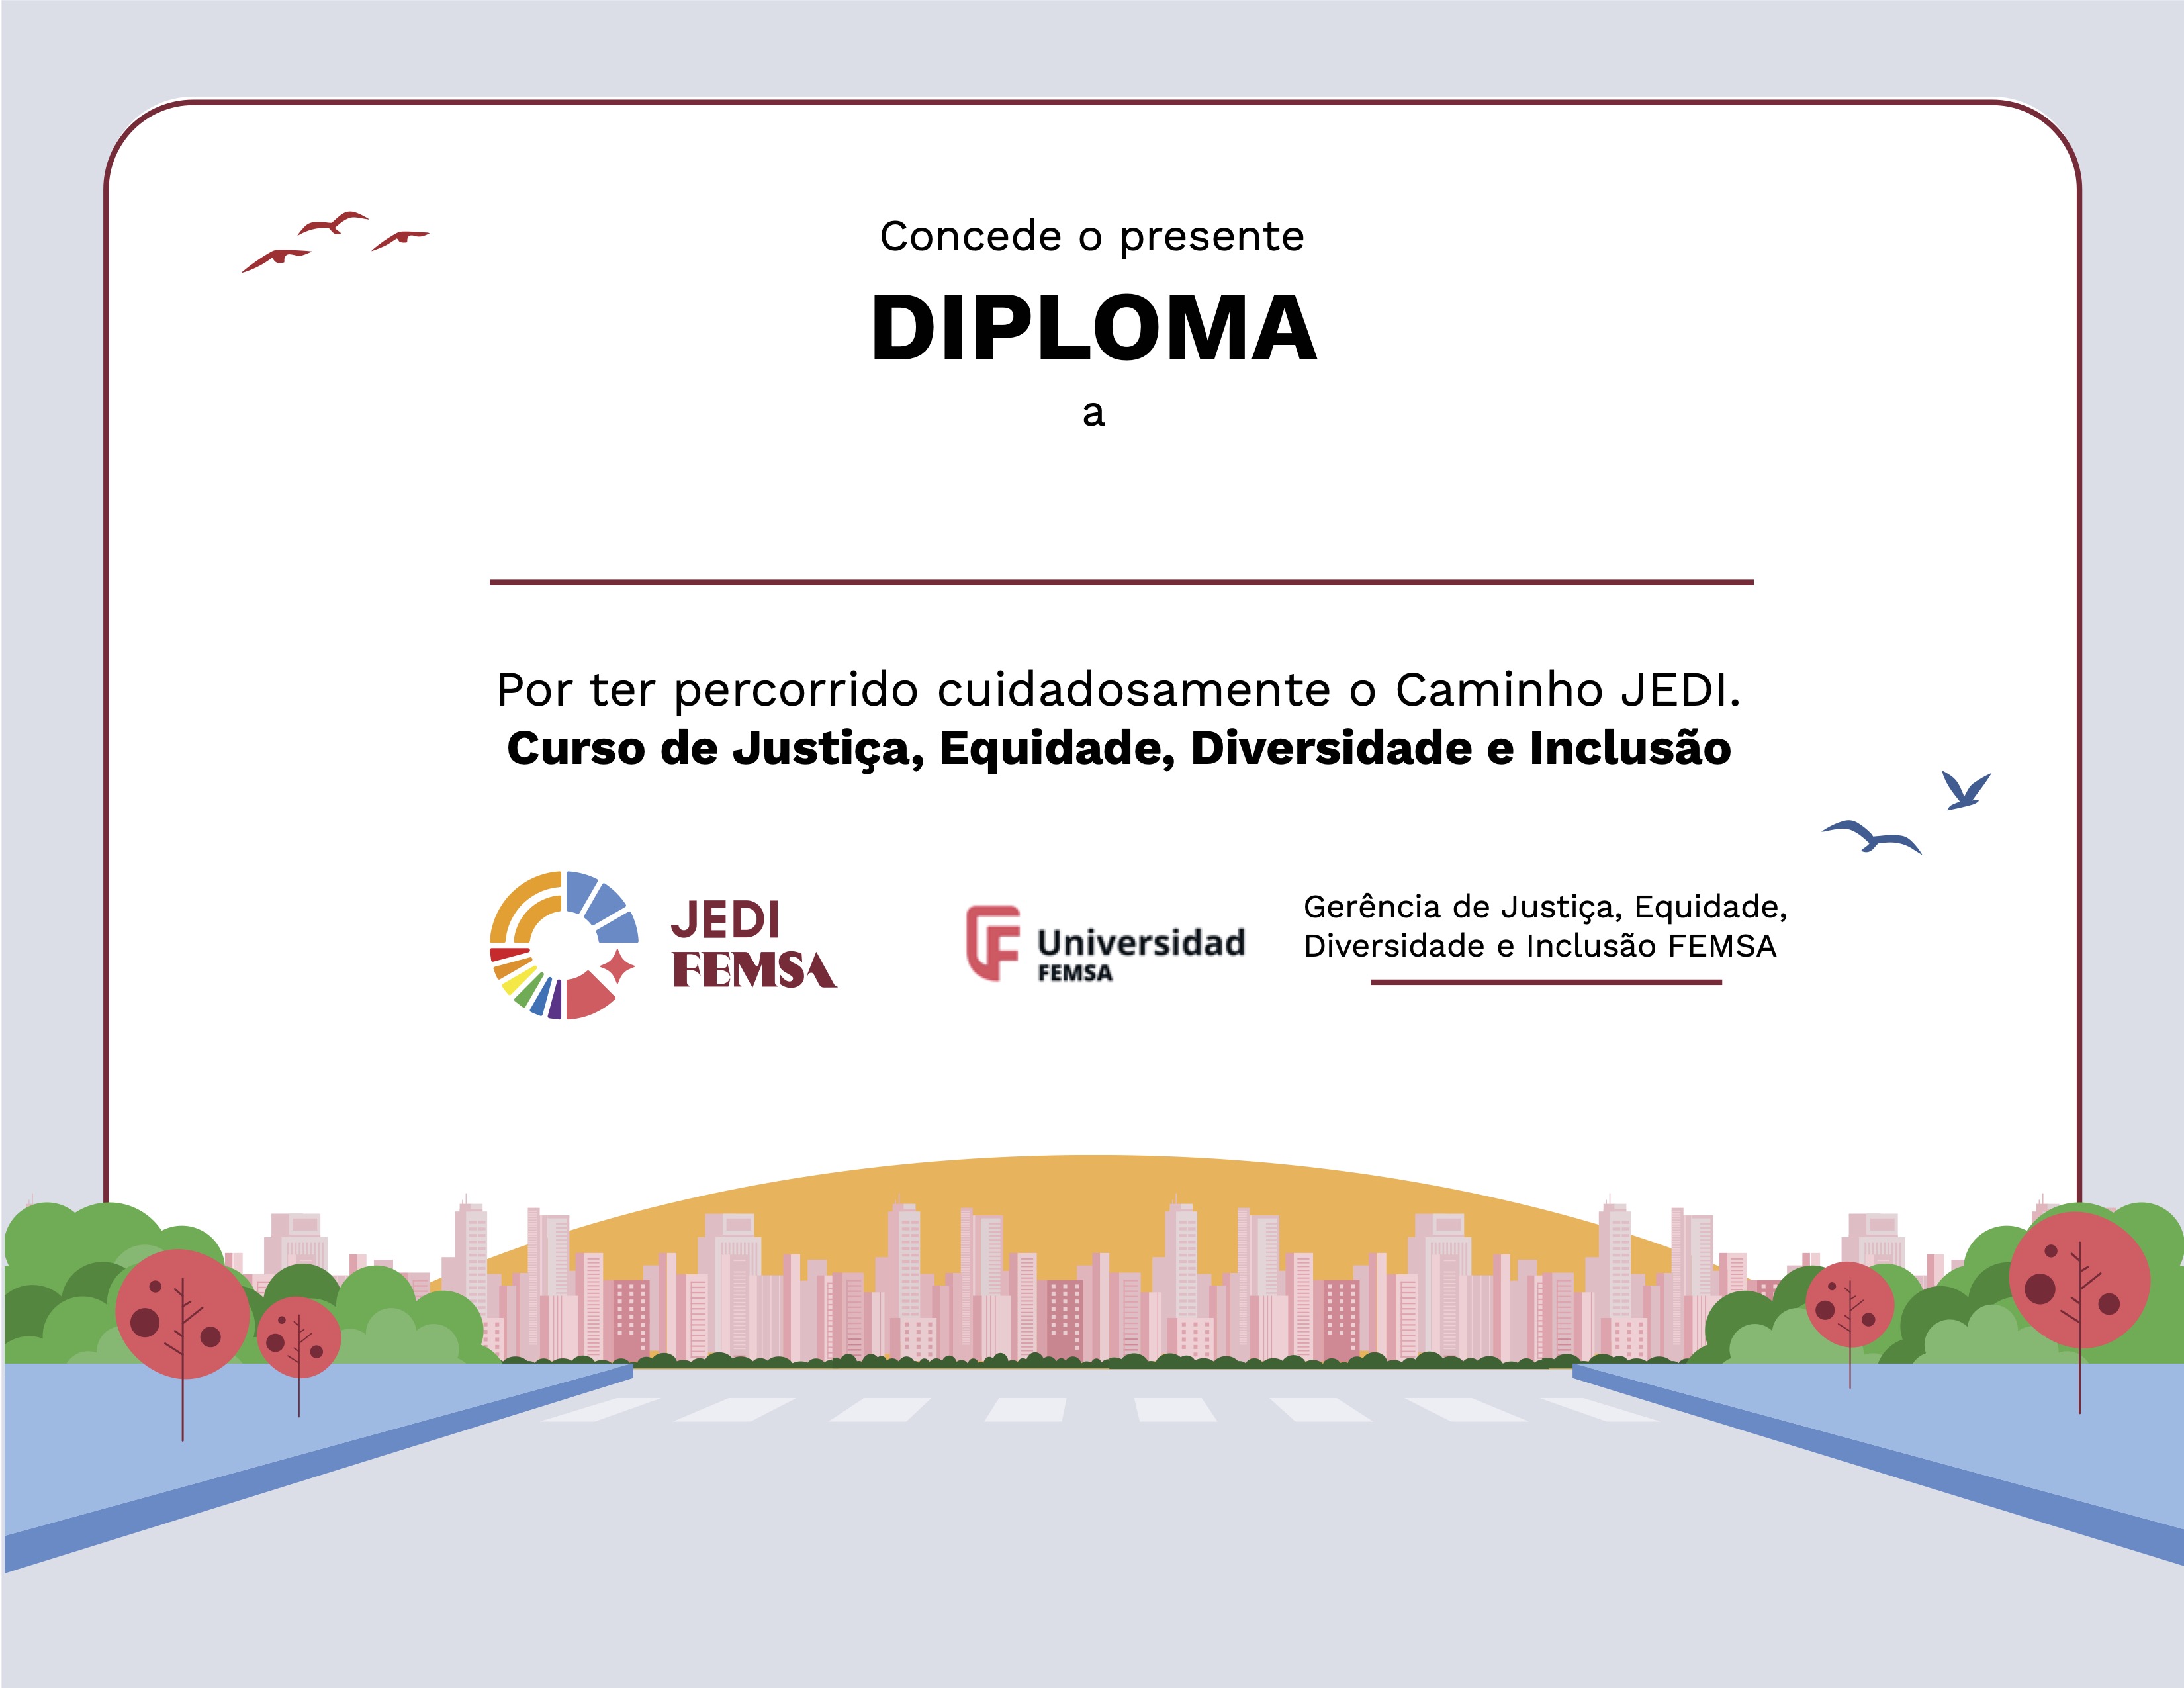 Concede o presente
DIPLOMA
a
Por ter percorrido cuidadosamente o Caminho JEDI.
Curso de Justiça, Equidade, Diversidade e Inclusão
JEDI
FEMSA
Universidad
FEMSA
Gerência de Justiça, Equidade,
Diversidade e Inclusão FEMSA